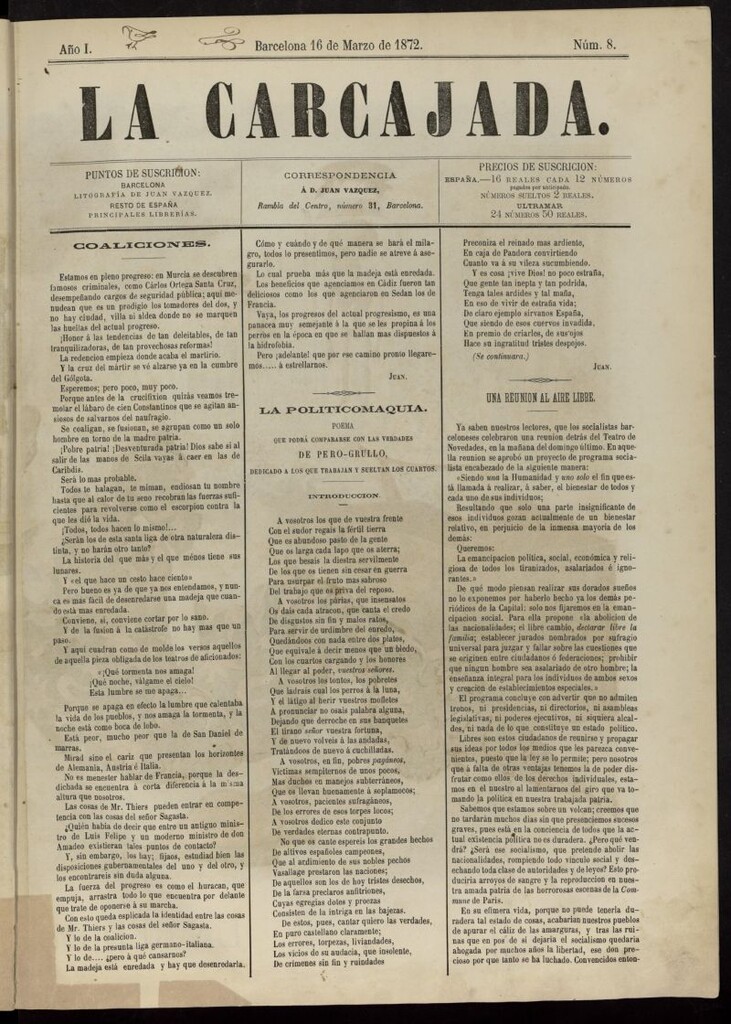 Año I.
Barcelona 16 de Marzo de 1872.
Núm. 8.
LA CARCAJADA.
PUNTOS DE SUSCRICION:
BARCELONA
LITOGRAFÍA DE JUAN VAZQUEZ.
RESTO DE ESPAÑA
PRINCIPALES LIBRERÍAS.
CORRESPONDENCIA
Á D. JUAN VAZQUEZ,
Rambla del Centro, número 31, Barcelona.
PRECIOS DE SUSCRICION:
ESPAÑA.—16 REALES CADA 12 NÚMEROS
pagados por anticipado.
NÚMEROS SUELTOS 2 REALES.
ULTRAMAR
24 NÚMEROS 50 REALES.
COALICIONES.
Estamos en pleno progreso: en Murcia se descubren
famosos criminales, como Cárlos Ortega Santa Cruz,
desempeñando cargos de seguridad pública; aquí me-
nudean que es un prodigio los tomadores del dos, y
no hay ciudad, villa ni aldea donde no se marquen
las huellas del actual progreso.
¡Honor á las tendencias de tan deleitables, de tan
tranquilizadoras, de tan provechosas reformas!
La redencion empieza donde acaba el martirio.
Y la cruz del mártir se vé alzarse ya en la cumbre
del Gólgota.
Esperemos; pero poco, muy poco.
Porque antes de la crucifixion quizás veamos tre-
molar el lábaro de cien Constantinos que se agitan an-
siosos de salvarnos del naufragio.
Se coaligan, se fusionan, se agrupan como un solo
hombre en torno de la madre patria.
¡Pobre patria! ¡Desventurada patria! Dios sabe si al
salir de las manos de Scila vayas á caer en las de
Caribdis.
Será lo mas probable.
Todos te halagan, te miman, endiosan tu nombre
hasta que al calor de tu seno recobran las fuerzas sufi-
cientes para revolverse como el escorpion contra la
que les dió la vida.
¡Todos, todos hacen lo mismo!...
¿Serán los de esta santa liga de otra naturaleza dis-
tinta, y no harán otro tanto?
La historia del que más y el que ménos tiene sus
lunares.
Y «el que hace un cesto hace ciento»
Pero bueno es ya de que ya nos entendamos, y nun-
ca es mas fácil de desenredarse una madeja que cuan-
do está mas enredada.
Conviene, sí, conviene cortar por lo sano.
Y de la fusion á la catástrofe no hay mas que un
paso.
Y aquí cuadran como de molde los versos aquellos
de aquella pieza obligada de los teatros de aficionados:
«¡Qué tormenta nos amaga!
¡Qué noche, válgame el cielo!
Esta lumbre se me apaga...
Porque se apaga en efecto la lumbre que calentaba
la vida de los pueblos, y nos amaga la tormenta, y la
noche está como boca de lobo.
Está peor, mucho peor que la de San Daniel de
marras.
Mirad sino el cariz que presentan los horizontes
de Alemania, Austria é Italia.
No es menester hablar de Francia, porque la des-
dichada se encuentra á corta diferencia á la misma
altura que nosotros.
Las cosas de Mr. Thiers pueden entrar en compe-
tencia con las cosas del señor Sagasta.
¿Quién habia de decir que entre un antiguo minis-
tro de Luis Felipe y un moderno ministro de don
Amadeo existieran tales puntos de contacto?
Y, sin embargo, los hay; fijaos, estudiad bien las
disposiciones gubernamentales del uno y del otro, y
los encontrareis sin duda alguna.
La fuerza del progreso es como el huracan, que
empuja, arrastra todo lo que encuentra por delante
que trate de oponerse á su marcha.
Con esto queda esplicada la identidad entre las cosas
de Mr. Thiers y las cosas del señor Sagasta.
Y lo de la coalicion.
Y lo de la presunta liga germano-italiana.
Y lo de.... ¿pero á qué cansarnos?
La madeja está enredada y hay que desenredarla.
Cómo y cuándo y de qué manera se hará el mila-
gro, todos lo presentimos, pero nadie se atreve á ase-
gurarlo.
Lo cual prueba más que la madeja está enredada.
Los beneficios que agenciamos en Cádiz fueron tan
deliciosos como los que agenciaron en Sedan los de
Francia.
Vaya, los progresos del actual progresismo, es una
panacea muy semejante á la que se les propina á los
perros en la época en que se hallan mas dispuestos á
la hidrofobia.
Pero ¡adelante! que por ese camino pronto llegare-
mos..... á estrellarnos.
JUAN.
LA POLITICOMAQUIA.
POEMA
QUE PODRÁ COMPARARSE CON LAS VERDADES
DE PERO-GRULLO,
DEDICADO A LOS QUE TRABAJAN Y SUELTAN LOS CUARTOS.
INTRODUCCION.
A vosotros los que de vuestra frente
Con el sudor regais la fértil tierra
Que es abundoso pasto de la gente
Que os larga cada lapo que os aterra;
Los que besais la diestra servilmente
De los que os tienen sin cesar en guerra
Para usurpar el fruto mas sabroso
Del trabajo que os priva del reposo.
A vosotros los párias, que insensatos
Os dais cada atracon, que canta el credo
De disgustos sin fin y malos ratos,
Para servir de urdimbre del enredo,
Quedándoos con nada entre dos platos,
Que equivale á decir menos que un bledo,
Con los cuartos cargando y los honores
Al llegar al poder, vuestros señores.
A vosotros los tontos, los pobretes
Que ladrais cual los perros á la luna,
Y el látigo al herir vuestros mofletes
A pronunciar no osais palabra alguna,
Dejando que derroche en sus banquetes
El tirano señor vuestra fortuna,
Y de nuevo volveis á las andadas,
Tratándoos de nuevo á cuchilladas.
A vosotros, en fin, pobres paginos,
Víctimas sempiternas de unos pocos,
Mas duchos en manejos subterráneos,
Que os llevan buenamente á soplamocos;
A vosotros, pacientes sufragáneos,
De los errores de esos torpes locos;
A vosotros dedico este conjunto
De verdades eternas contrapunto.
No que os cante espereis los grandes hechos
De altivos españoles campeones,
Que al ardimiento de sus nobles pechos
Vasallage prestaron las naciones;
De aquellos son los de hoy tristes desechos,
De la farsa preclaros anfitriones,
Cuyas egregias dotes y proezas
Consisten de la intriga en las bajezas.
De estos, pues, cantar quiero las verdades,
En puro castellano claramente;
Los errores, torpezas, liviandades,
Los vicios de su audacia, que insolente,
De crímenes sin fin y ruindades
Preconiza el reinado mas ardiente,
En caja de Pandora convirtiendo
Cuanto va á su vileza sucumbiendo.
Y es cosa ¡vive Dios! no poco estraña,
Que gente tan inepta y tan podrida,
Tenga tales ardides y tal maña,
En eso de vivir de estraña vida;
De claro ejemplo sírvanos España,
Que siendo de esos cuervos invadida,
En premio de criarles, de sus ojos
Hace su ingratitud tristes despojos.
(Se continuara.)
JUAN.
UNA REUNION AL AIRE LIBRE.
Ya saben nuestros lectores, que los socialistas bar-
celoneses celebraron una reunion detrás del Teatro de
Novedades, en la mañana del domingo último. En aque-
lla reunion se aprobó un proyecto de programa socia-
lista encabezado de la siguiente manera:
«Siendo una la Humanidad y uno solo el fin que es-
tá llamada á realizar, á saber, el bienestar de todos y
cada uno de sus individuos;
Resultando que solo una parte insignificante de
esos individuos gozan actualmente de un bienestar
relativo, en perjuicio de la inmensa mayoría de los
demás:
Queremos:
La emancipacion política, social, económica y reli-
giosa de todos los tiranizados, asalariados é igno-
rantes.»
De qué modo piensan realizar sus dorados sueños
no lo exponemos por haberlo hecho ya los demás pe-
riódicos de la Capital: solo nos fijaremos en la eman-
cipacion social. Para ella propone «la abolicion de
las nacionalidades; el libre cambio, declarar libre la
familia; establecer jurados nombrados por sufragio
universal para juzgar y fallar sobre las cuestiones que
se originen entre ciudadanos ó federaciones; prohibir
que ningun hombre sea asalariado de otro hombre; la
enseñanza integral para los individuos de ambos sexos
y creacion de establecimientos especiales.»
El programa concluye con advertir que no admiten
tronos, ni presidencias, ni directorios, ni asambleas
legislativas, ni poderes ejecutivos, ni siquiera alcal-
des, ni nada de lo que constituye un estado político.
Libres son estos ciudadanos de reunirse y propagar
sus ideas por todos los medios que les parezca conve-
nientes, puesto que la ley se lo permite; pero nosotros
que á falta de otras ventajas tenemos la de poder dis-
frutar como ellos de los derechos individuales, esta-
mos en el nuestro al lamentarnos del giro que va to-
mando la política en nuestra trabajada patria.
Sabemos que estamos sobre un volcan; creemos que
no tardarán muchos dias sin que presenciemos suce-
sos graves, pues está en la conciencia de todos que la ac-
tual existencia política no es duradera. ¿Pero qué ven-
drá? ¿Será ese socialismo, que pretende abolir las
nacionalidades, rompiendo todo vínculo social y des-
echando toda clase de autoridades y de leyes? Esto pro-
duciria arroyos de sangre y la reproduccion en nues-
tra amada patria de las horrorosas escenas de la Com-
mune de Paris.
En su efímera vida, porque no puede tenerla du-
radera tal estado de cosas, acabarian nuestros pueblos
de apurar el cáliz de las amarguras, y tras las rui-
nas que en pos de sí dejaria el socialismo quedaria
ahogada por muchos años la libertad, ese don pre-
cioso por que tanto se ha luchado. Convencidos enton-